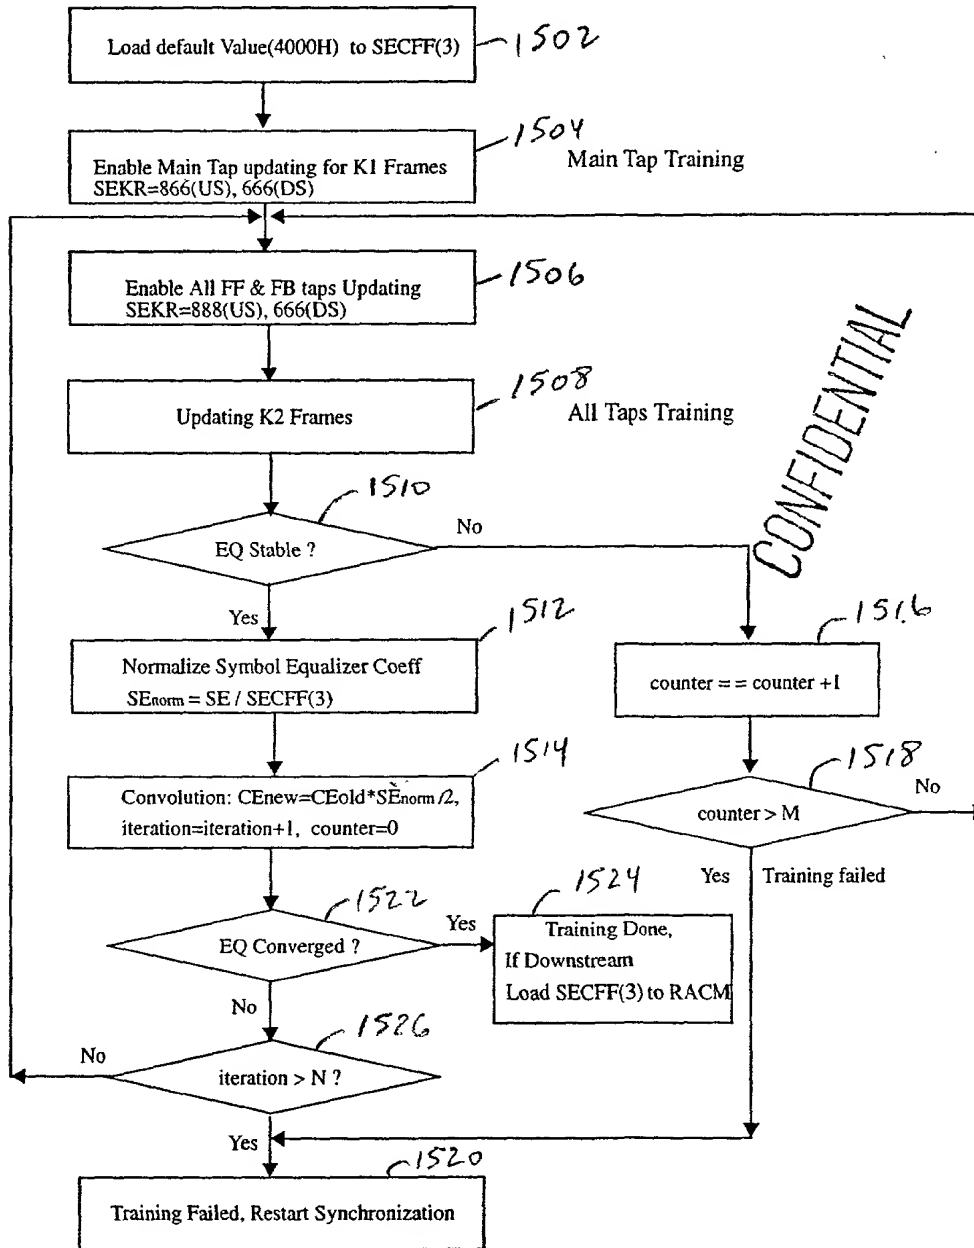 Load default Value(4000H) to SECFF(3)
1502
1504
Enable Main Tap updating for K1 Frames
SEKR=866(US), 666(DS)
Main Tap Training
1506
Enable All FF & FB taps Updating
SEKR=888(US), 666(DS)
1508
Updating K2 Frames
All Taps Training
CONFIDENTIAL
1510
EQ Stable ?
No
Yes
1512
Normalize Symbol Equalizer Coeff
SEnorm = SE / SECFF(3)
1516
counter = = counter +1
1514
Convolution: CEnew=CEold*SEnorm /2,
iteration=iteration+1, counter=0
1518
counter > M
No
Yes
Training failed
1522
EQ Converged ?
Yes
1524
Training Done,
If Downstream
Load SECFF(3) to RACM
No
1526
iteration > N ?
No
Yes
1520
Training Failed, Restart Synchronization